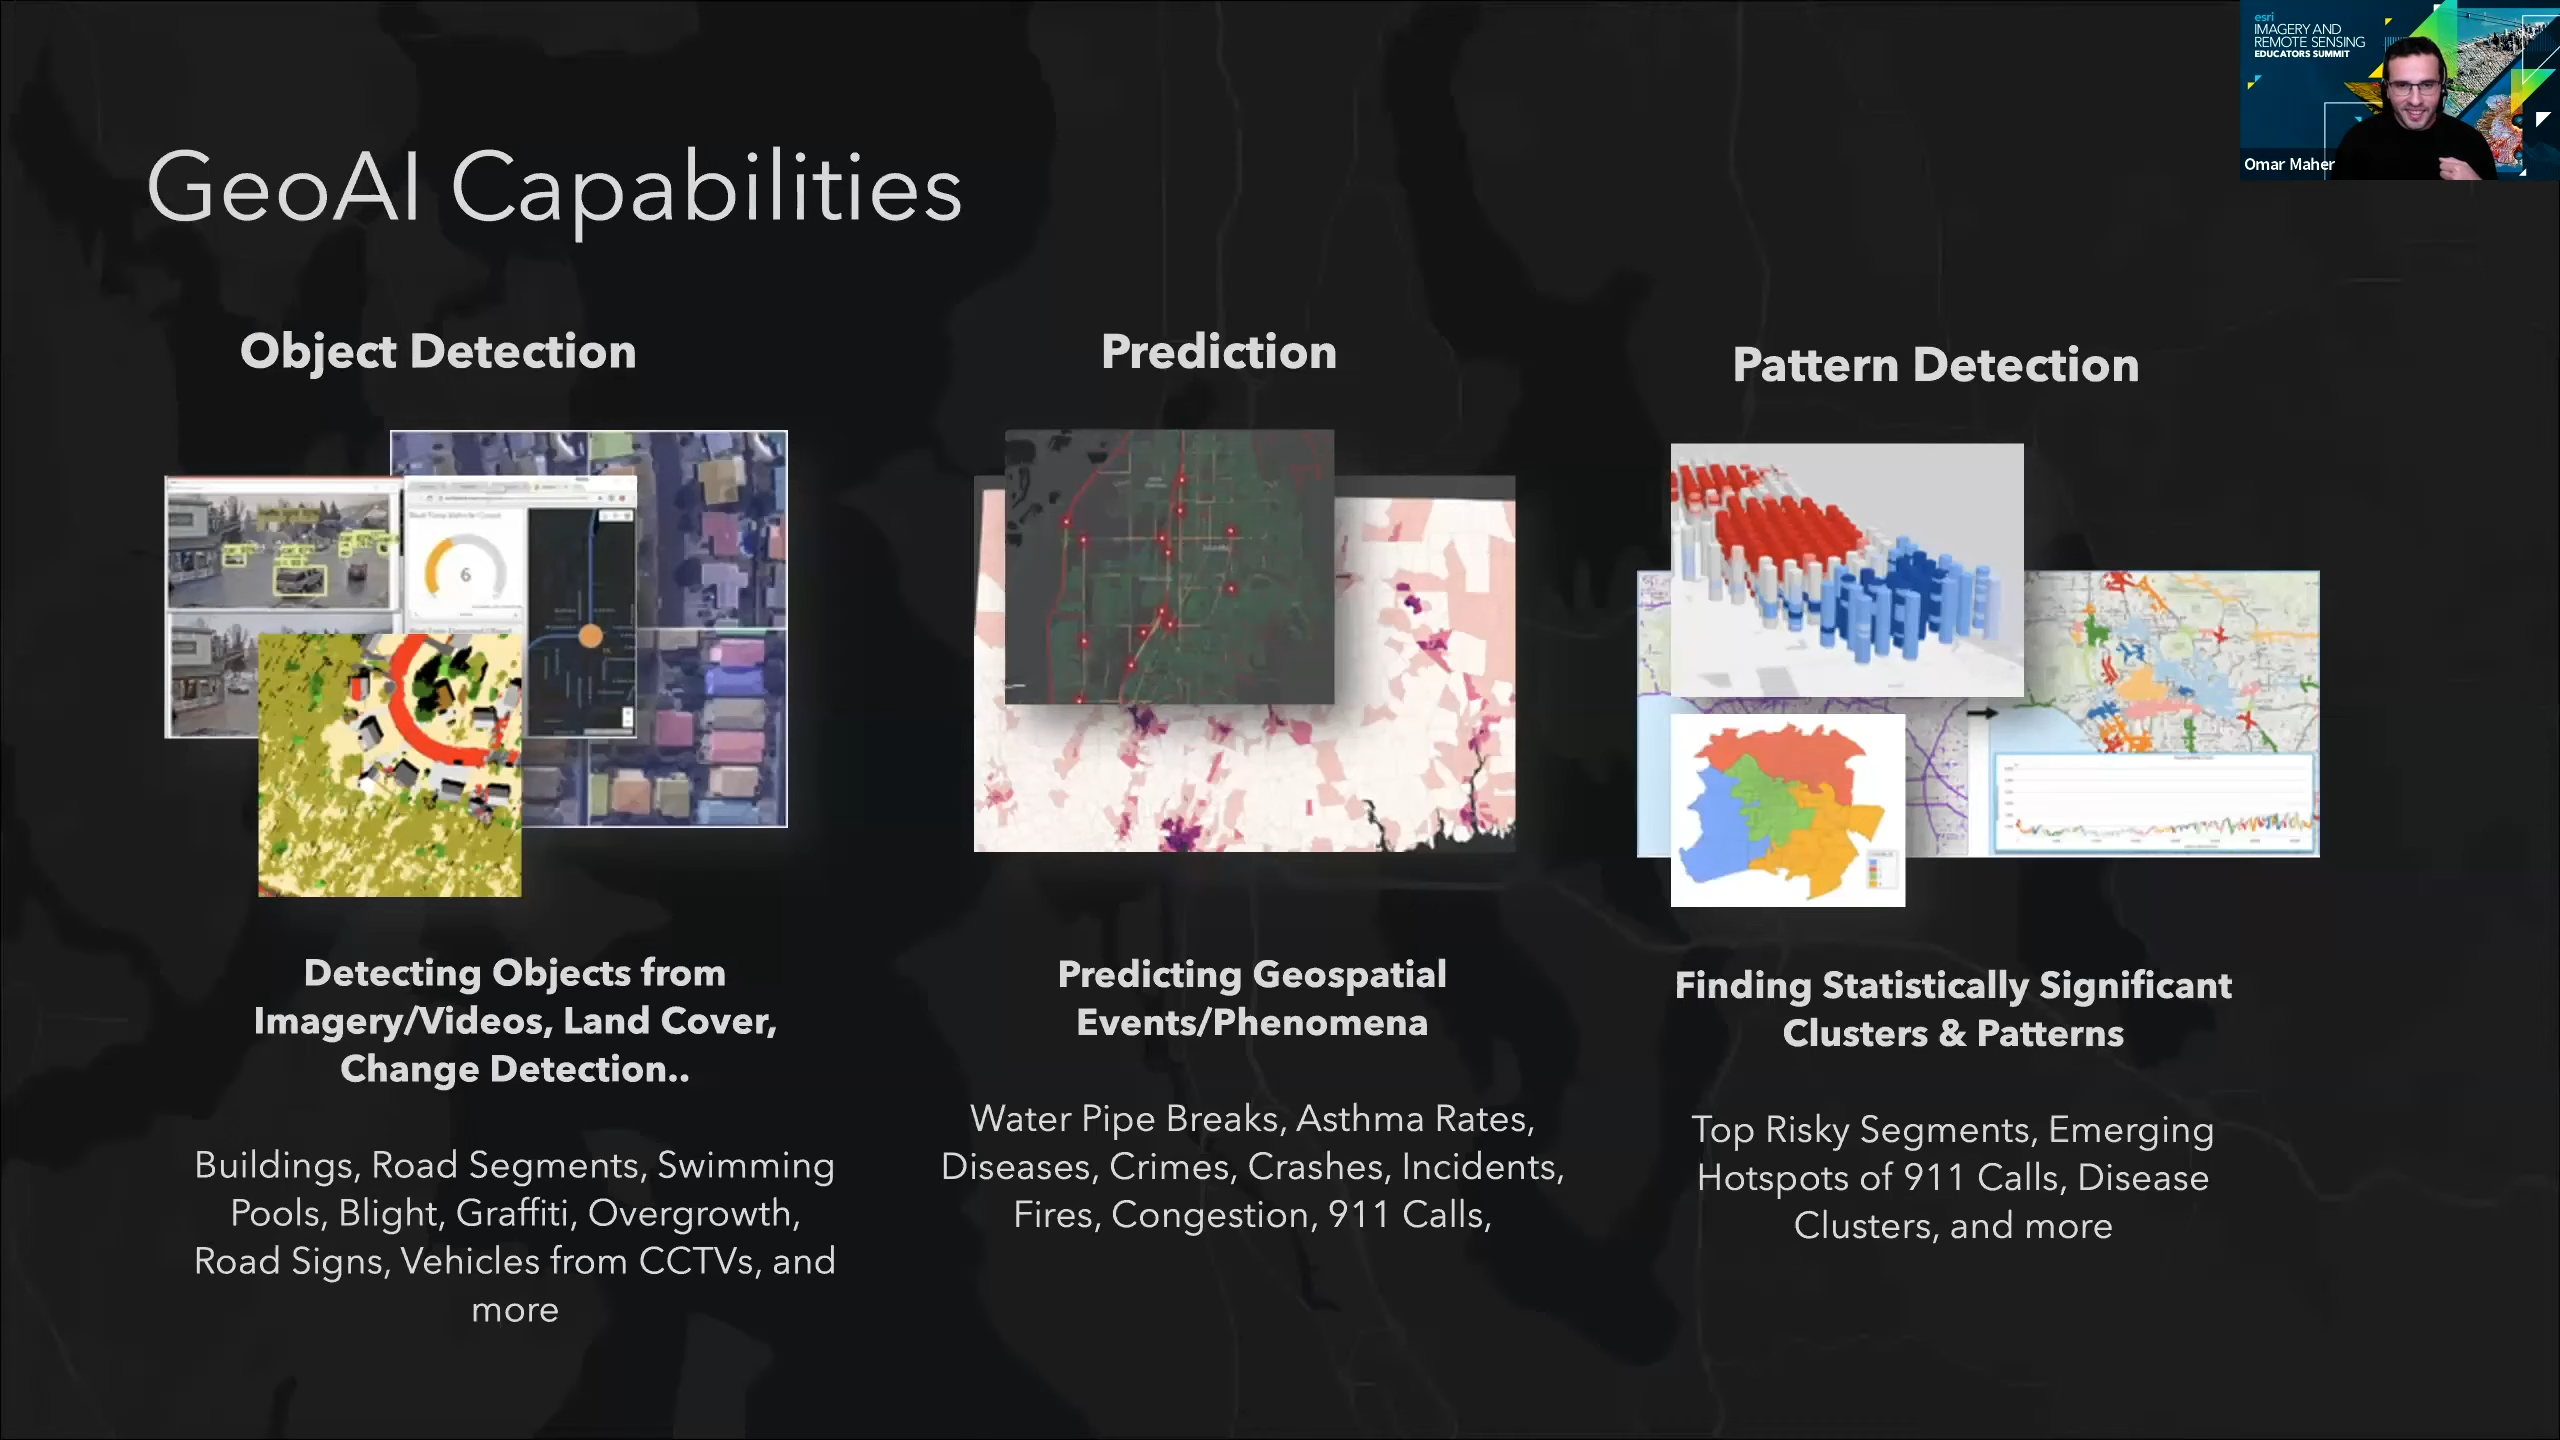 esri
IMAGERY AND
REMOTE SENSING
EDUCATORS SUMMIT
Omar Maher
GeoAI Capabilities
Object Detection
6
Detecting Objects from
Imagery/Videos, Land Cover,
Change Detection..
Buildings, Road Segments, Swimming
Pools, Blight, Graffiti, Overgrowth,
Road Signs, Vehicles from CCTVs, and
more
Prediction
Predicting Geospatial
Events/Phenomena
Water Pipe Breaks, Asthma Rates,
Diseases, Crimes, Crashes, Incidents,
Fires, Congestion, 911 Calls,
Pattern Detection
Finding Statistically Significant
Clusters & Patterns
Top Risky Segments, Emerging
Hotspots of 911 Calls, Disease
Clusters, and more